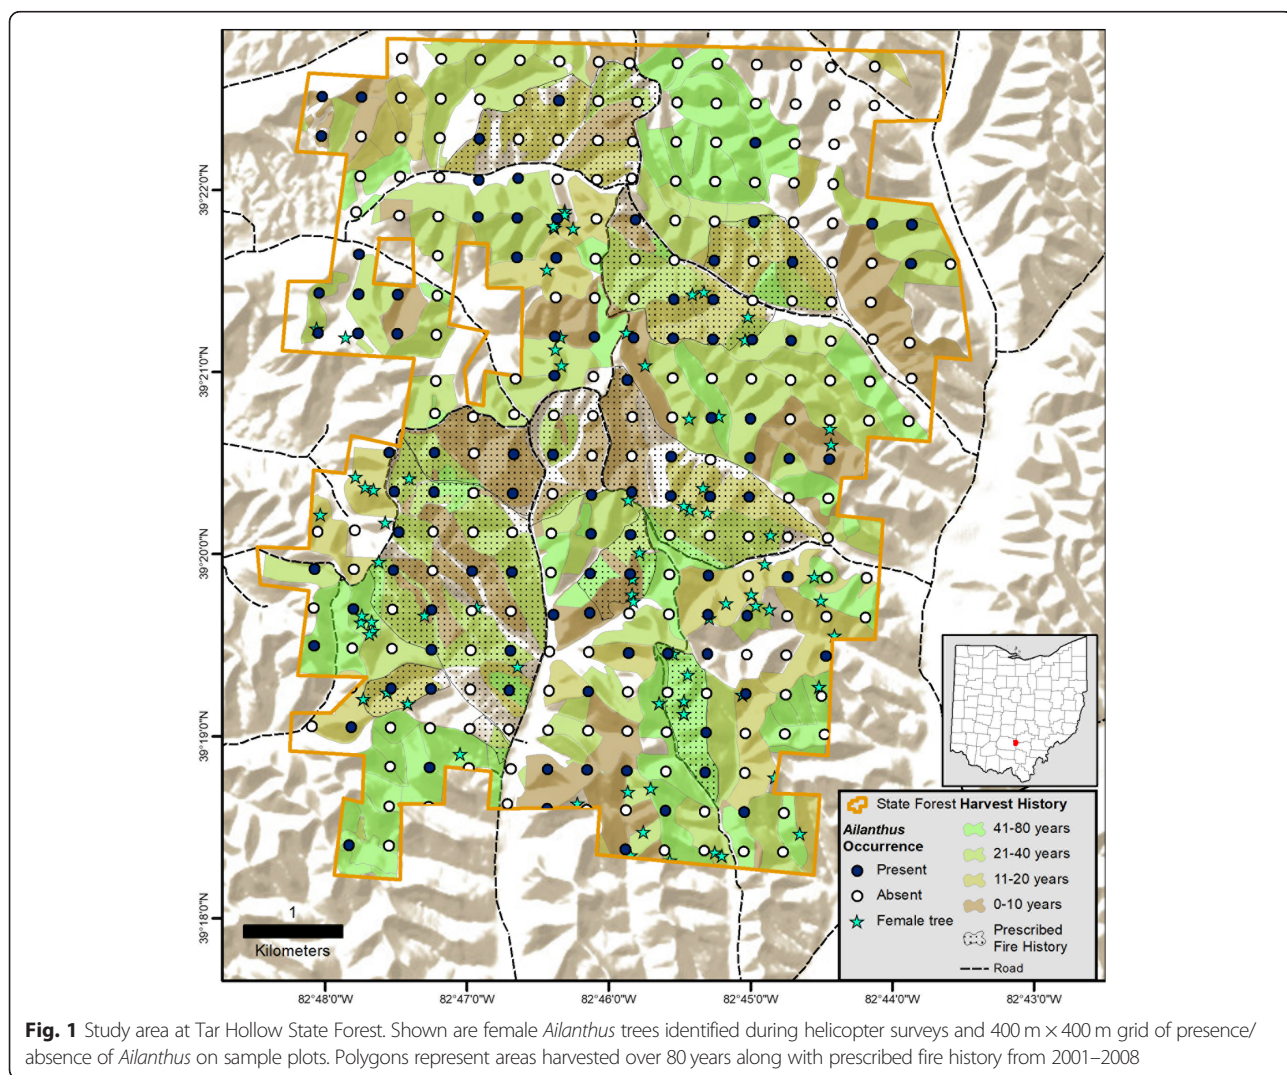 39°22'0"N
39°21'0"N
39°20'0"N
39°19'0"N
39°18'0"N
1
Kilometers
82°48'0"W
82°47'0"W
82°46'0"W
82°45'0"W
82°44'0"W
82°43'0"W
State Forest
Ailanthus
Occurrence
Present
Absent
Female tree
Harvest History
41-80 years
21-40 years
11-20 years
0-10 years
Prescribed
Fire History
Road
Fig. 1 Study area at Tar Hollow State Forest. Shown are female Ailanthus trees identified during helicopter surveys and 400 m × 400 m grid of presence/
absence of Ailanthus on sample plots. Polygons represent areas harvested over 80 years along with prescribed fire history from 2001–2008